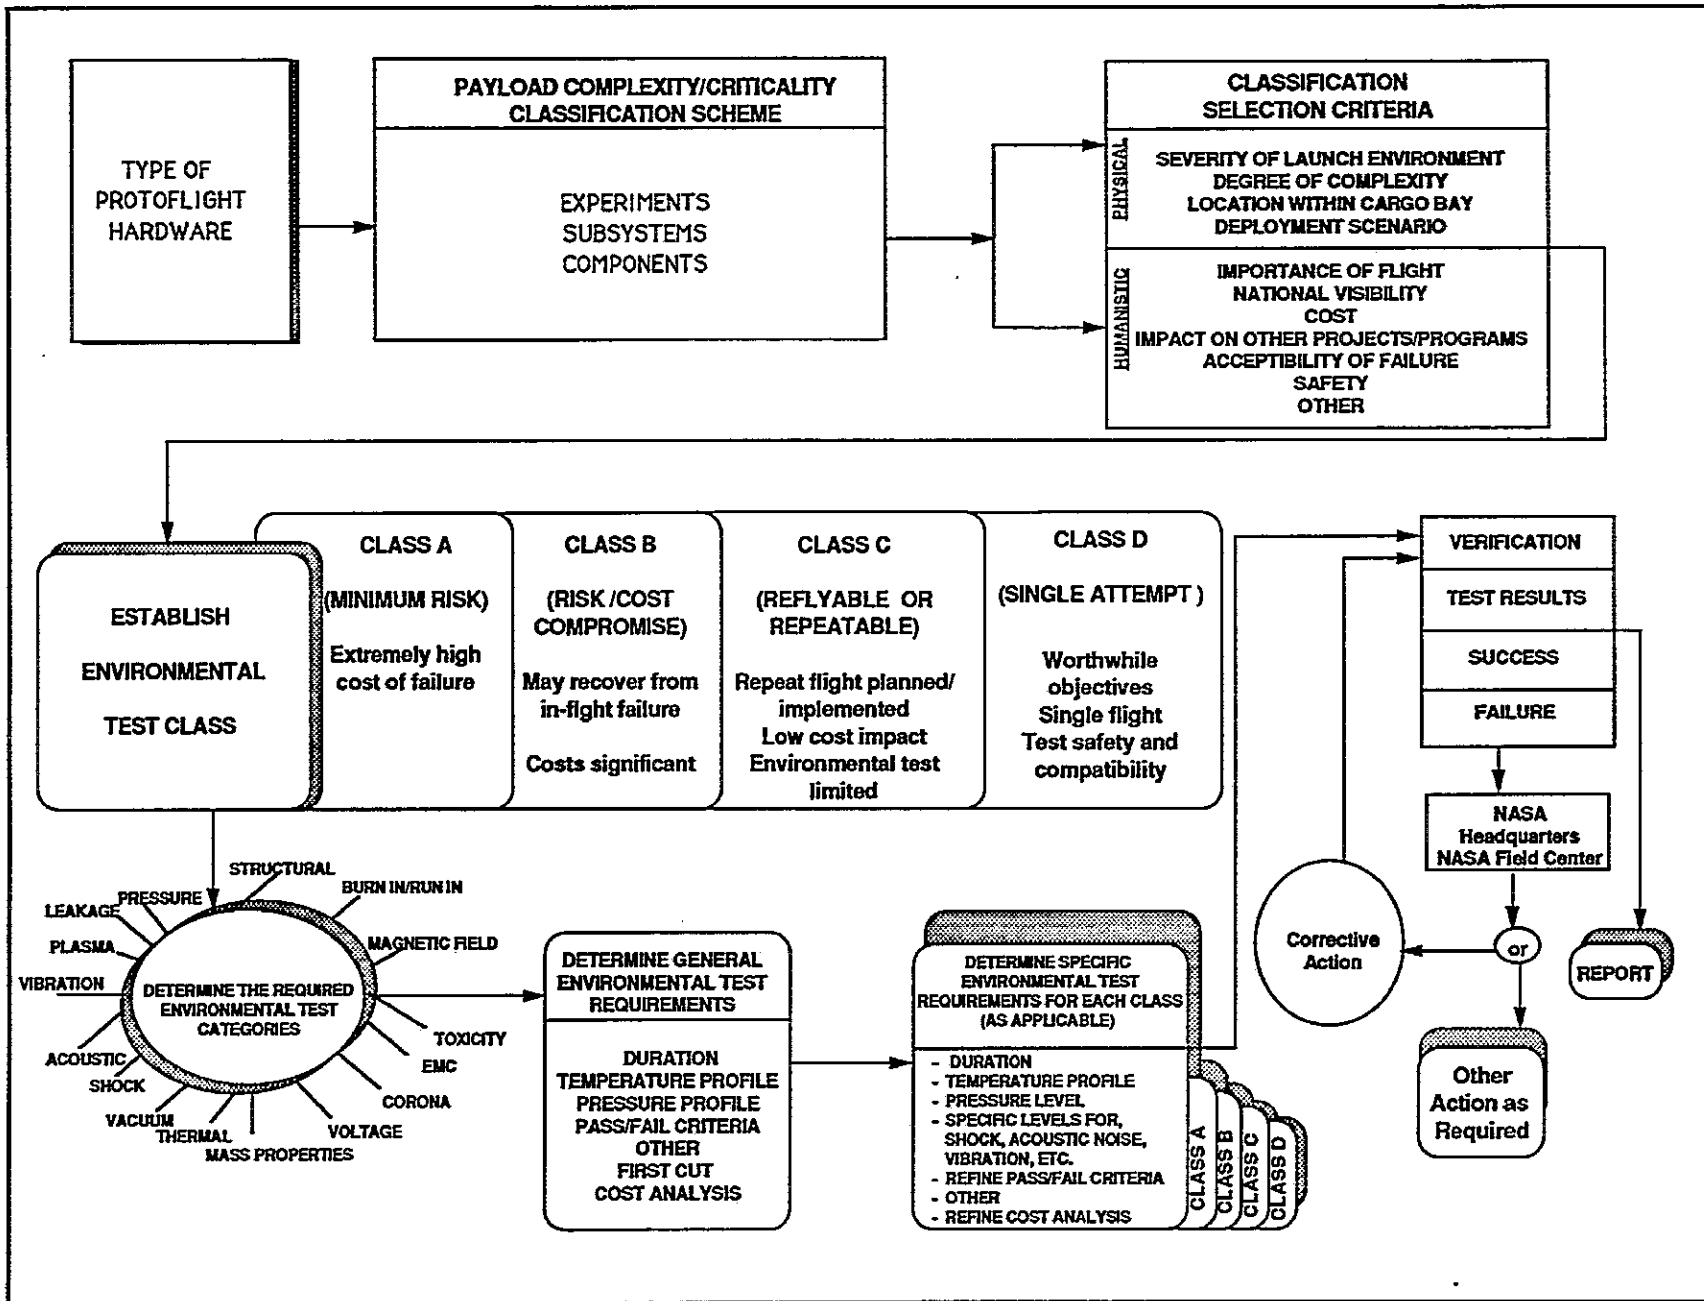 TYPE OF
PROTOFLIGHT
HARDWARE
PAYLOAD COMPLEXITY/CRITICALITY
CLASSIFICATION SCHEME
EXPERIMENTS
SUBSYSTEMS
COMPONENTS
CLASSIFICATION
SELECTION CRITERIA
PHYSICAL
SEVERITY OF LAUNCH ENVIRONMENT
DEGREE OF COMPLEXITY
LOCATION WITHIN CARGO BAY
DEPLOYMENT SCENARIO
HUMANISTIC
IMPORTANCE OF FLIGHT
NATIONAL VISIBILITY
COST
IMPACT ON OTHER PROJECTS/PROGRAMS
ACCEPTIBILITY OF FAILURE
SAFETY
OTHER
ESTABLISH
ENVIRONMENTAL
TEST CLASS
CLASS A
(MINIMUM RISK)
Extremely high
cost of failure
CLASS B
(RISK /COST
COMPROMISE)
May recover from
in-flght failure
Costs significant
CLASS C
(REFLYABLE OR
REPEATABLE)
Repeat flight planned/
implemented
Low cost impact
Environmental test
limited
CLASS D
(SINGLE ATTEMPT )
Worthwhile
objectives
Single flight
Test safety and
compatibility
VERIFICATION
TEST RESULTS
SUCCESS
FAILURE
NASA
Headquarters
NASA Field Center
or
Corrective
Action
REPORT
Other
Action as
Required
STRUCTURAL
BURN IN/RUN IN
PRESSURE
LEAKAGE
PLASMA
MAGNETIC FIELD
VIBRATION
DETERMINE THE REQUIRED
ENVIRONMENTAL TEST
CATEGORIES
TOXICITY
ACOUSTIC
EMC
SHOCK
CORONA
VACUUM
THERMAL
VOLTAGE
MASS PROPERTIES
DETERMINE GENERAL
ENVIRONMENTAL TEST
REQUIREMENTS
DURATION
TEMPERATURE PROFILE
PRESSURE PROFILE
PASS/FAIL CRITERIA
OTHER
FIRST CUT
COST ANALYSIS
DETERMINE SPECIFIC
ENVIRONMENTAL TEST
REQUIREMENTS FOR EACH CLASS
(AS APPLICABLE)
- DURATION
- TEMPERATURE PROFILE
- PRESSURE LEVEL
- SPECIFIC LEVELS FOR,
SHOCK, ACOUSTIC NOISE,
VIBRATION, ETC.
- REFINE PASS/FAIL CRITERIA
- OTHER
- REFINE COST ANALYSIS
CLASS A
CLASS B
CLASS C
CLASS D